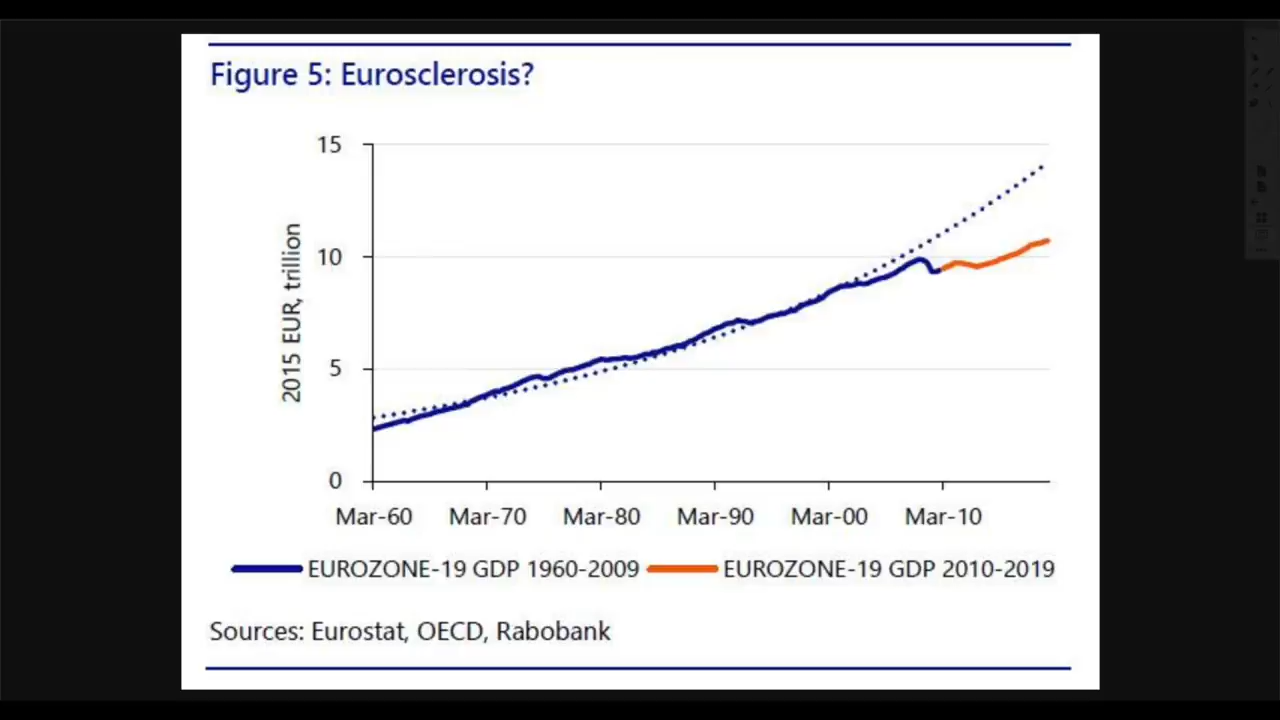 Figure 5: Eurosclerosis?
15
10
5
0
2015 EUR, trillion
Mar-60 Mar-70 Mar-80 Mar-90 Mar-00 Mar-10
EUROZONE-19 GDP 1960-2009 EUROZONE-19 GDP 2010-2019
Sources: Eurostat, OECD, Rabobank